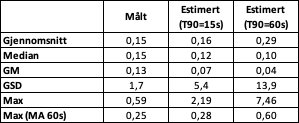 Målt Estimert (T90=15s) Estimert (T90=60s)
Gjennomsnitt 0,15 0,16 0,29
Median 0,15 0,12 0,10
GM 0,13 0,07 0,04
GSD 1,7 5,4 13,9
Max 0,59 2,19 7,46
Max (MA 60s) 0,25 0,28 0,60